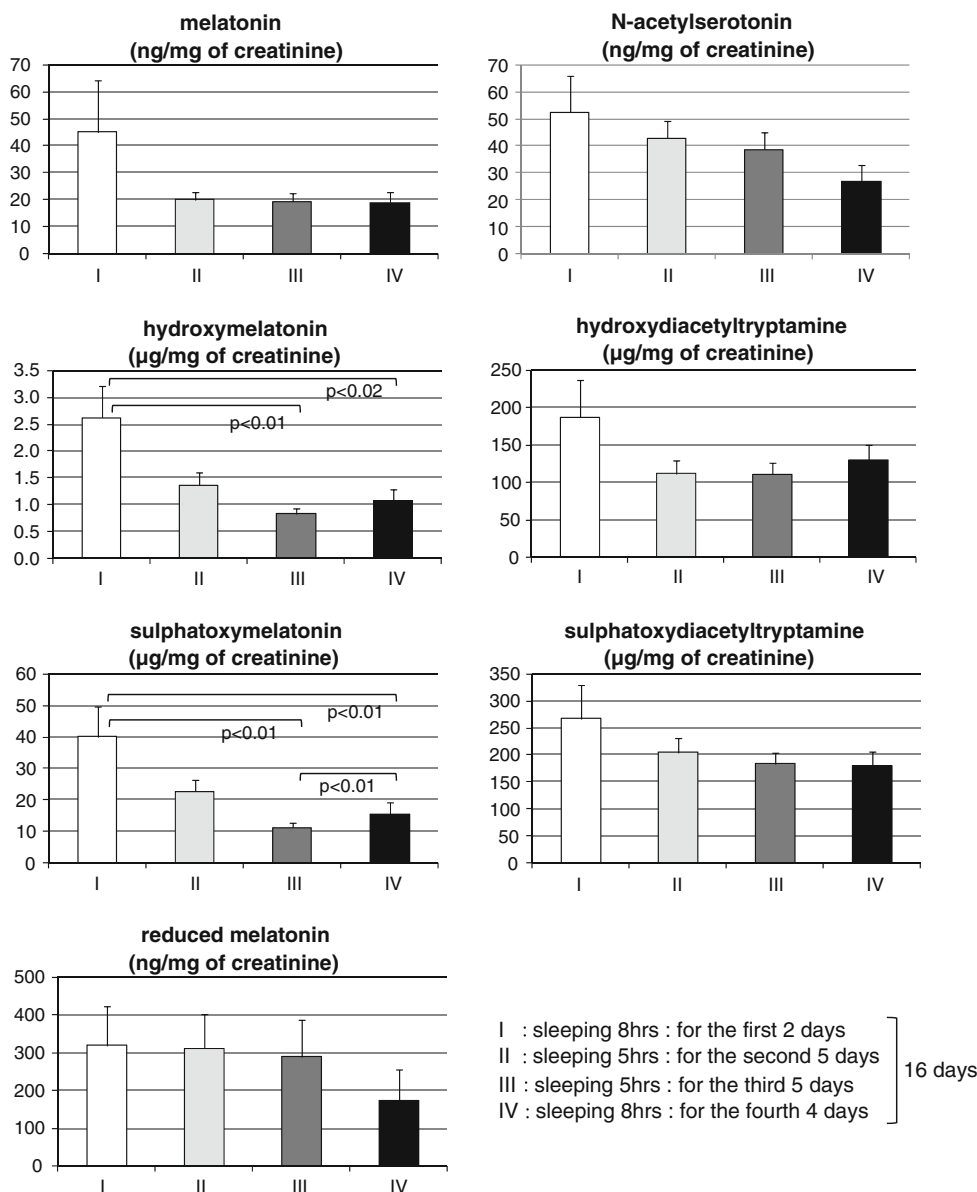 melatonin
(ng/mg of creatinine)
70
60
50
40
30
20
10
0
I II III IV
N-acetylserotonin
(ng/mg of creatinine)
70
60
50
40
30
20
10
0
I II III IV
hydroxymelatonin
(µg/mg of creatinine)
3.5
3.0
2.5
2.0
1.5
1.0
0.5
0.0
p<0.02
p<0.01
I II III IV
hydroxydiacetyltryptamine
(µg/mg of creatinine)
250
200
150
100
50
0
I II III IV
sulphatoxymelatonin
(µg/mg of creatinine)
60
50
40
30
20
10
0
p<0.01
p<0.01
p<0.01
I II III IV
sulphatoxydiacetyltryptamine
(µg/mg of creatinine)
350
300
250
200
150
100
50
0
I II III IV
reduced melatonin
(ng/mg of creatinine)
500
400
300
200
100
0
I II III IV
I : sleeping 8hrs : for the first 2 days
II : sleeping 5hrs : for the second 5 days
III : sleeping 5hrs : for the third 5 days
IV : sleeping 8hrs : for the fourth 4 days
16 days